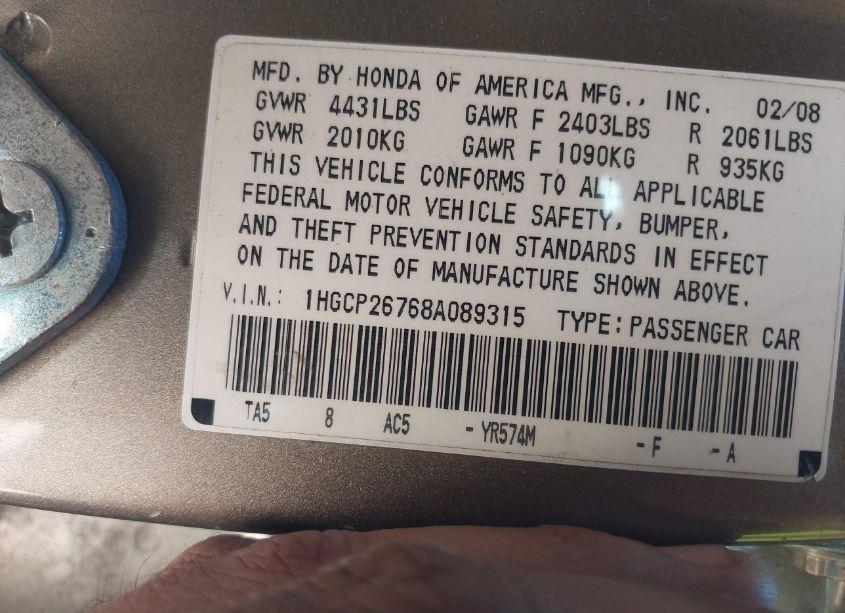 MFD. BY HONDA OF AMERICA MFG., INC. 02/08
GVWR 4431LBS GAWR F 2403LBS R 2061LBS
GVWR 2010KG GAWR F 1090KG R 935KG
THIS VEHICLE CONFORMS TO ALL APPLICABLE
FEDERAL MOTOR VEHICLE SAFETY, BUMPER,
AND THEFT PREVENTION STANDARDS IN EFFECT
ON THE DATE OF MANUFACTURE SHOWN ABOVE.
V.I.N.: 1HGCP26768A089315 TYPE: PASSENGER CAR
TA5 8 AC5 - YR574M - F - A